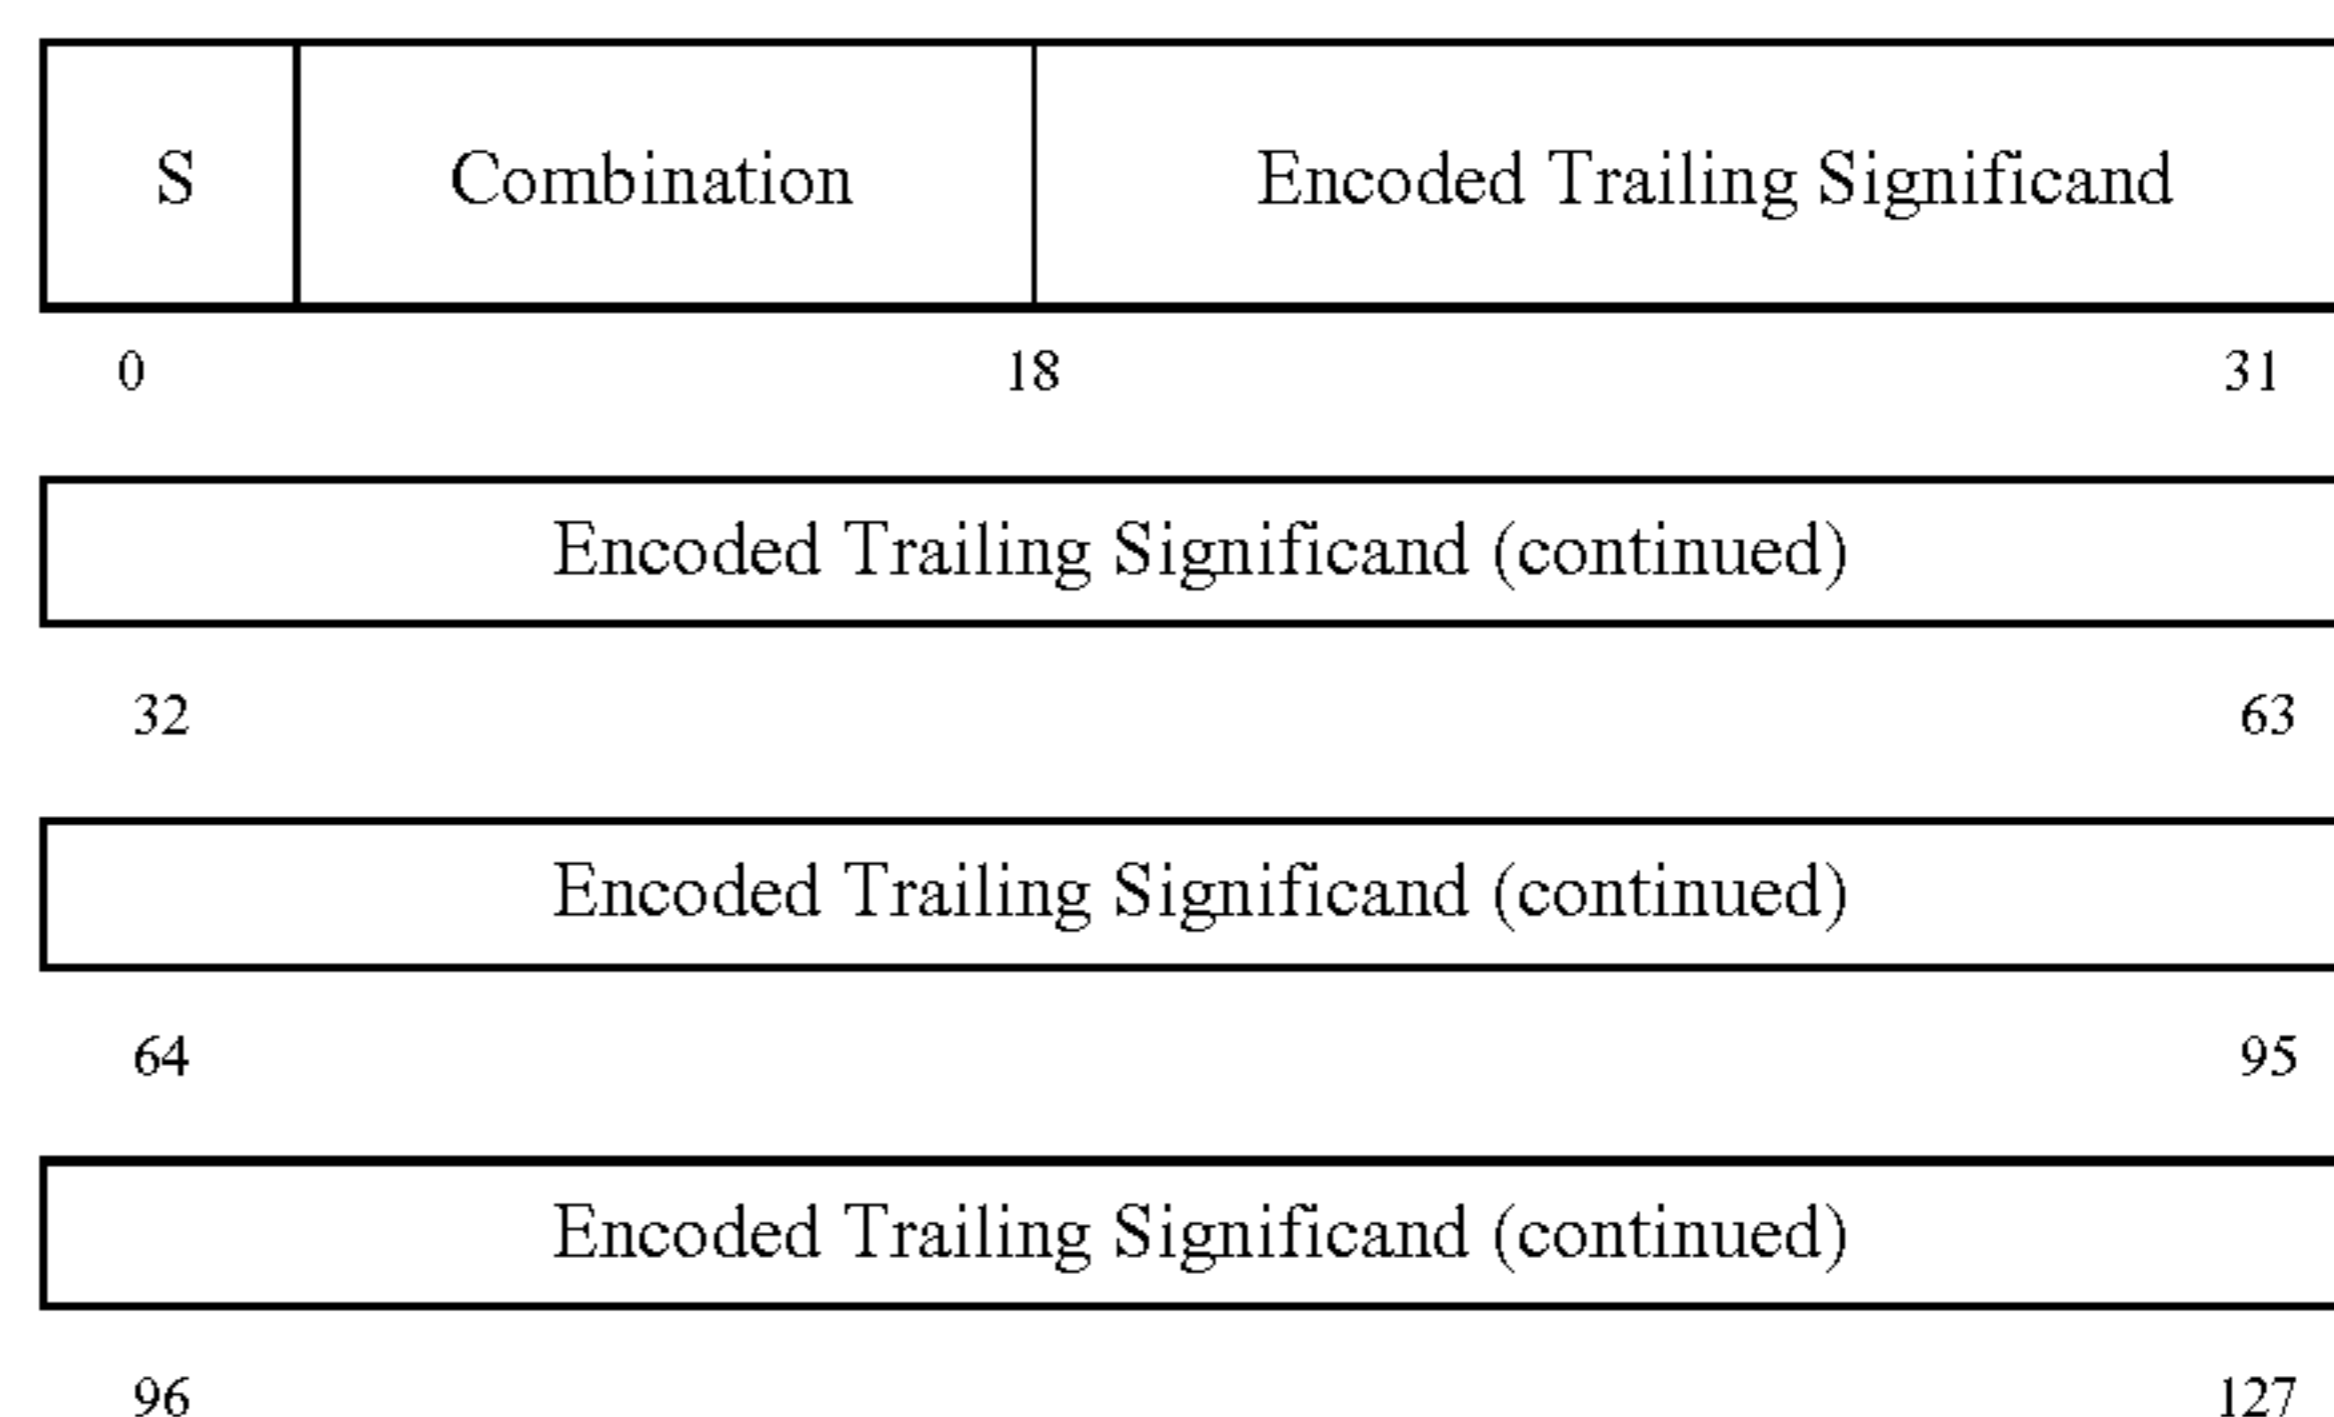 S Combination Encoded Trailing Significand
0 18 31
Encoded Trailing Significand (continued)
32 63
Encoded Trailing Significand (continued)
64 95
Encoded Trailing Significand (continued)
96 127